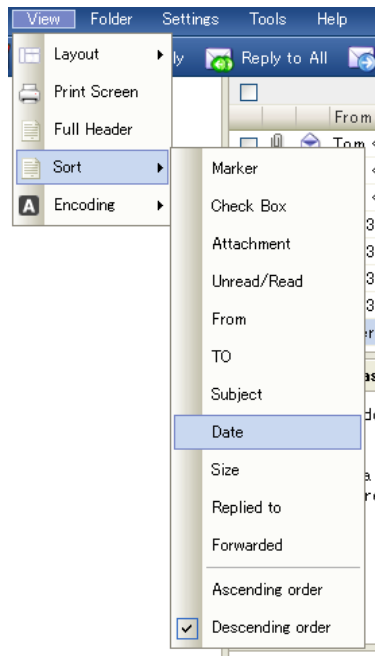 View Folder Settings Tools Help
Layout
Reply to All
Print Screen
Full Header
From
Sort
Encoding
Marker
Check Box
Attachment
Unread/Read
From
TO
Subject
Date
Size
Replied to
Forwarded
Ascending order
Descending order